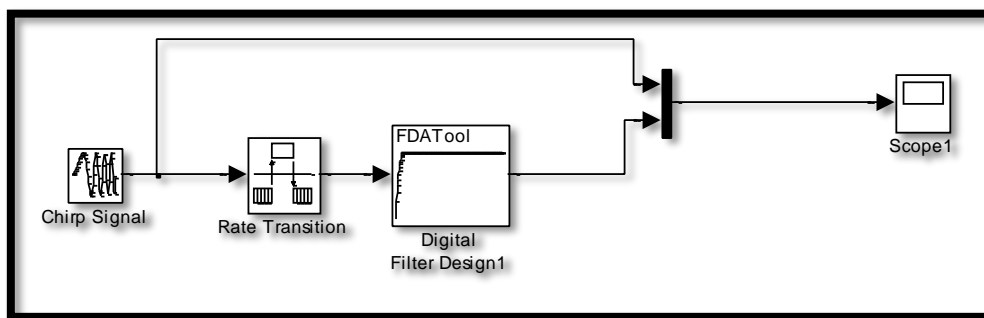 FDATool
Scope1
Chirp Signal
Rate Transition
Digital
Filter Design1